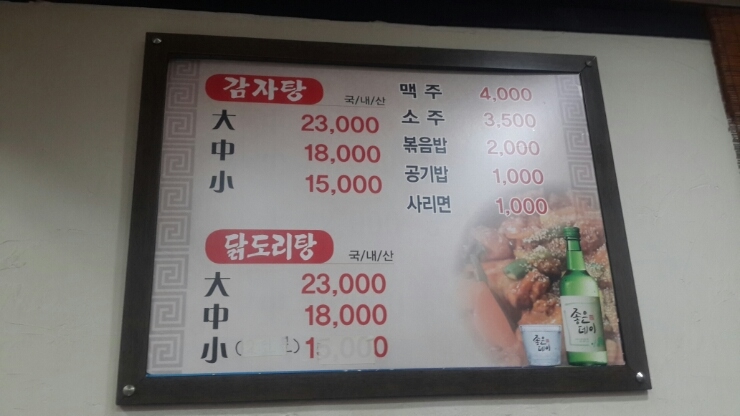 감자탕 국/내/산
大 23,000
中 18,000
小 15,000
맥주 4,000
소주 3,500
볶음밥 2,000
공기밥 1,000
사리면 1,000
닭도리탕 국/내/산
大 23,000
中 18,000
小 15,000
좋은데이
좋은데이